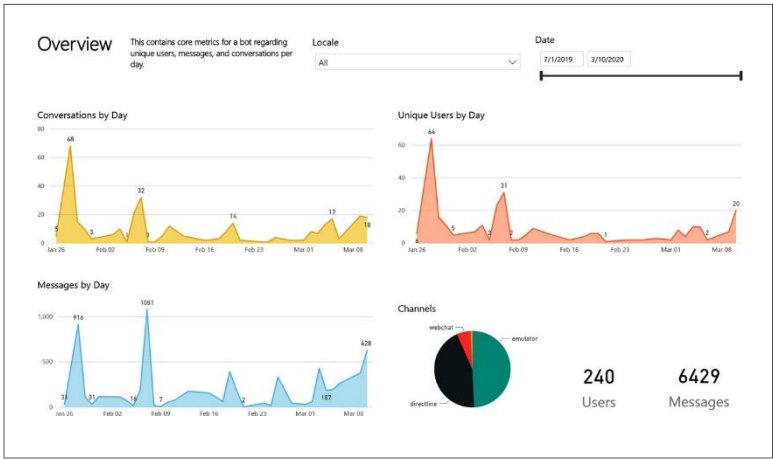 Overview
This contains core metrics for a bot regarding
unique users, messages, and conversations per
day.
Locale
All
Date
7/1/2019 3/10/2020
Conversations by Day
80
60
40
20
0
68
5
3
1
32
1
14
17
18
Jan 26 Feb 02 Feb 09 Feb 16 Feb 23 Mar 01 Mar 08
Unique Users by Day
60
40
20
0
64
6
5
2
31
2
1
2
20
Jan 26 Feb 02 Feb 09 Feb 16 Feb 23 Mar 01 Mar 08
Messages by Day
1,000
500
0
31
916
31
16
1081
7
2
187
628
Jan 26 Feb 02 Feb 09 Feb 16 Feb 23 Mar 01 Mar 08
Channels
webchat
emulator
directline
240
Users
6429
Messages